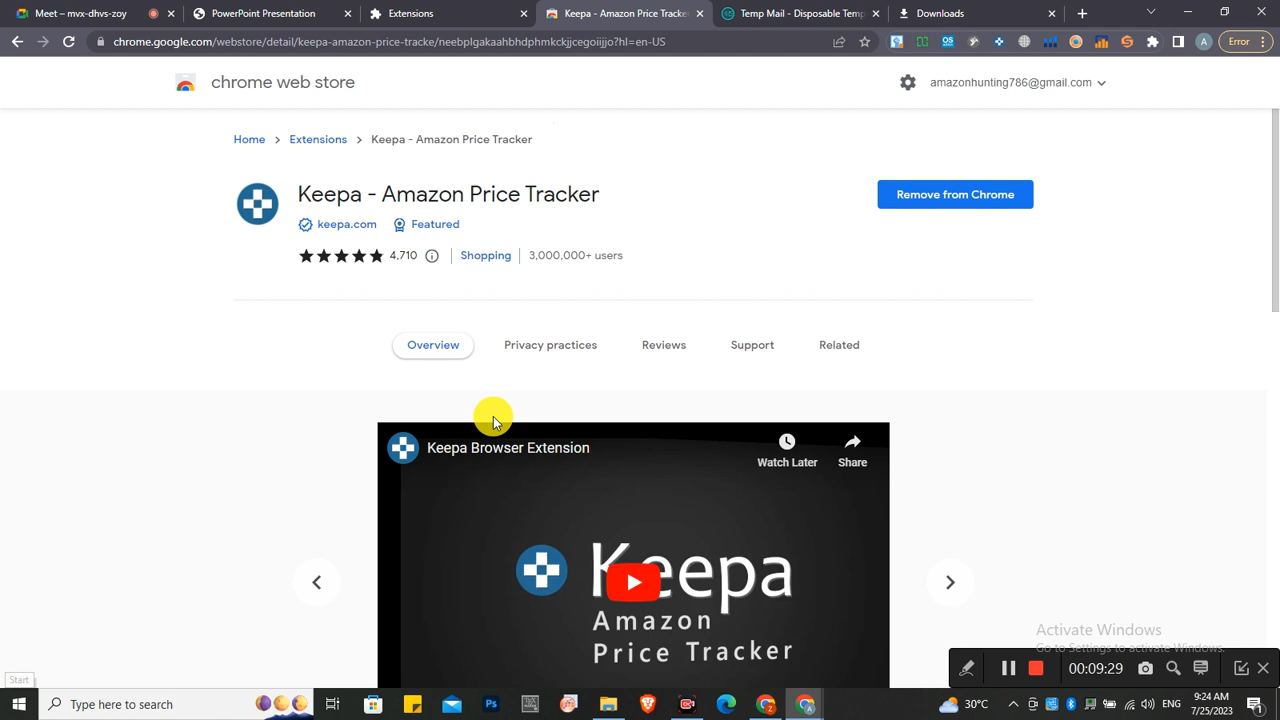 Meet – mvx-dhvs-zoy
PowerPoint Presentation
Extensions
Keepa - Amazon Price Tracker
Temp Mail - Disposable Temp
Downloads
chrome.google.com/webstore/detail/keepa-amazon-price-tracke/neebplgakaahbhdphmkckjjcegoiijjo?hl=en-US
Error
chrome web store
amazonhunting786@gmail.com
Home > Extensions > Keepa - Amazon Price Tracker
Keepa - Amazon Price Tracker
Remove from Chrome
keepa.com
Featured
4,710
Shopping
3,000,000+ users
Overview
Privacy practices
Reviews
Support
Related
Keepa Browser Extension
Watch Later
Share
Keepa
Amazon
Price Tracker
Activate Windows
Go to Settings to activate Windows.
00:09:29
Start
Type here to search
30°C
ENG
9:24 AM
7/25/2023